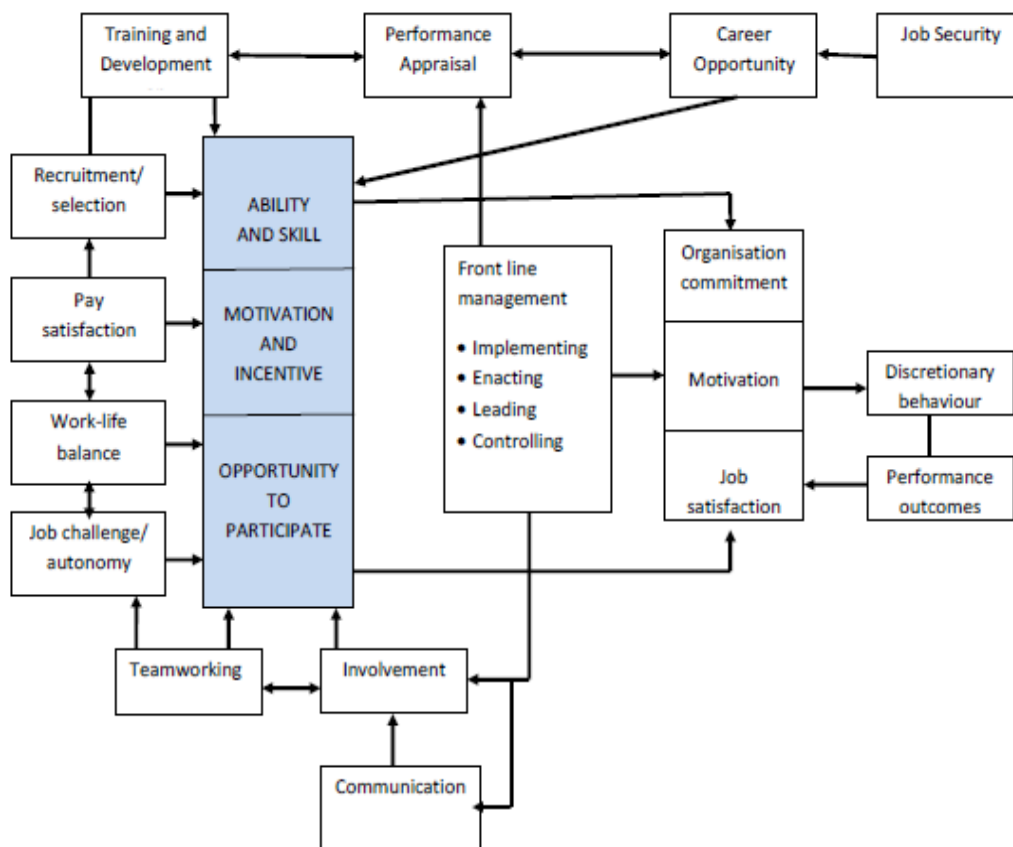 Training and
Development
Performance
Appraisal
Career
Opportunity
Job Security
Recruitment/
selection
ABILITY
AND SKILL
Organisation
commitment
Front line
management
• Implementing
• Enacting
• Leading
• Controlling
Pay
satisfaction
MOTIVATION
AND
INCENTIVE
Motivation
Discretionary
behaviour
Work-life
balance
OPPORTUNITY
TO
PARTICIPATE
Job
satisfaction
Performance
outcomes
Job challenge/
autonomy
Teamworking
Involvement
Communication